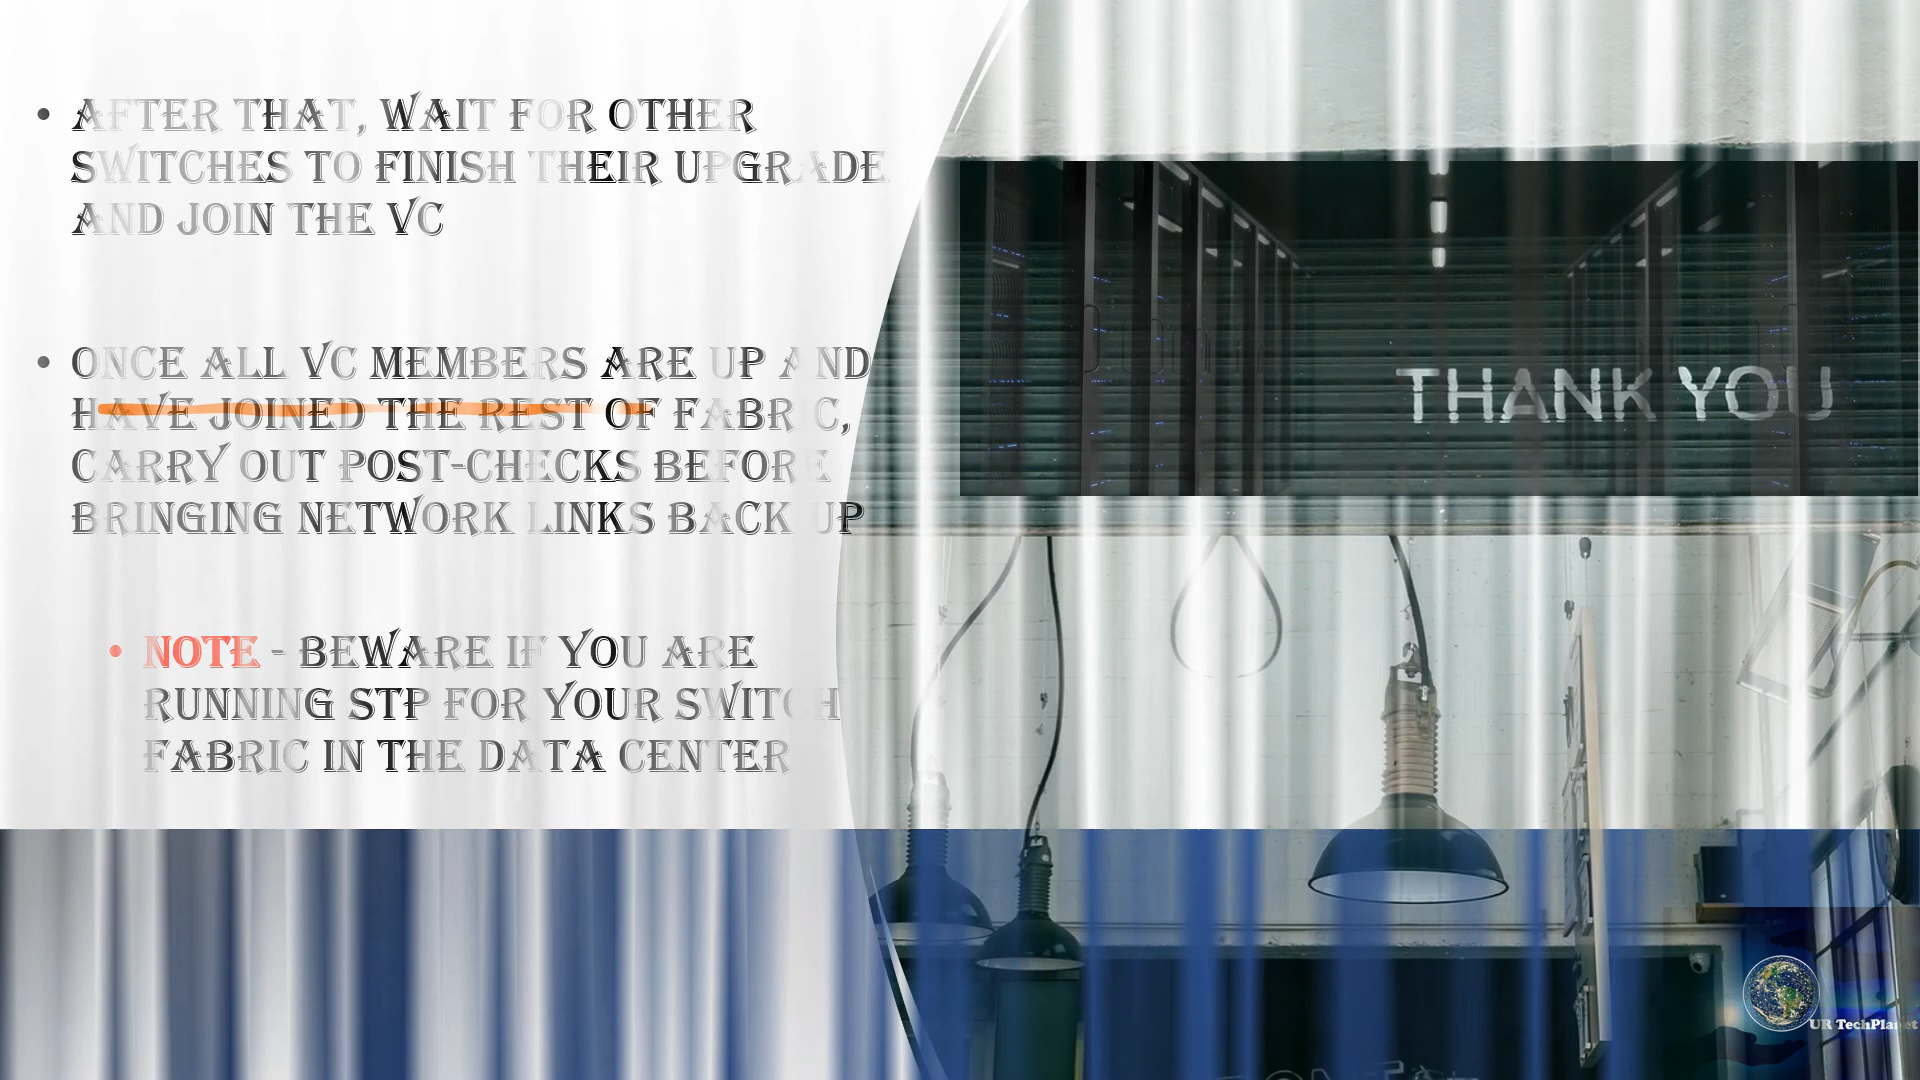 • AFTER THAT, WAIT FOR OTHER
SWITCHES TO FINISH THEIR UPGRADE
AND JOIN THE VC
• ONCE ALL VC MEMBERS ARE UP AND
HAVE JOINED THE REST OF FABRIC,
CARRY OUT POST-CHECKS BEFORE
BRINGING NETWORK LINKS BACK UP
• NOTE - BEWARE IF YOU ARE
RUNNING STP FOR YOUR SWITCH
FABRIC IN THE DATA CENTER
THANK YOU
UR TechPlanet